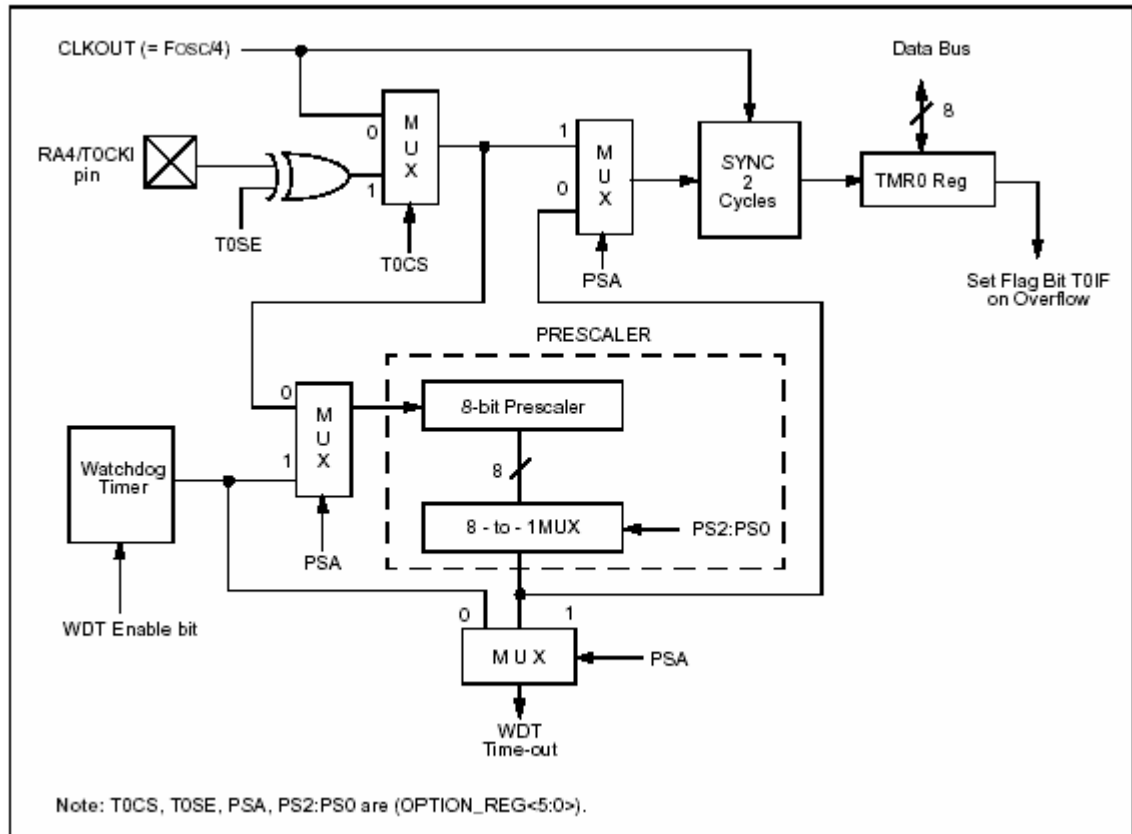 CLKOUT (= FOSC/4)
Data Bus
8
RA4/T0CKI
pin
T0SE
0
1
MUX
T0CS
1
0
MUX
PSA
SYNC
2
Cycles
TMR0 Reg
Set Flag Bit T0IF
on Overflow
PRESCALER
0
1
MUX
PSA
8-bit Prescaler
8
8 - to - 1MUX
PS2:PS0
Watchdog
Timer
WDT Enable bit
0
1
M U X
PSA
WDT
Time-out
Note: T0CS, T0SE, PSA, PS2:PS0 are (OPTION_REG<5:0>).